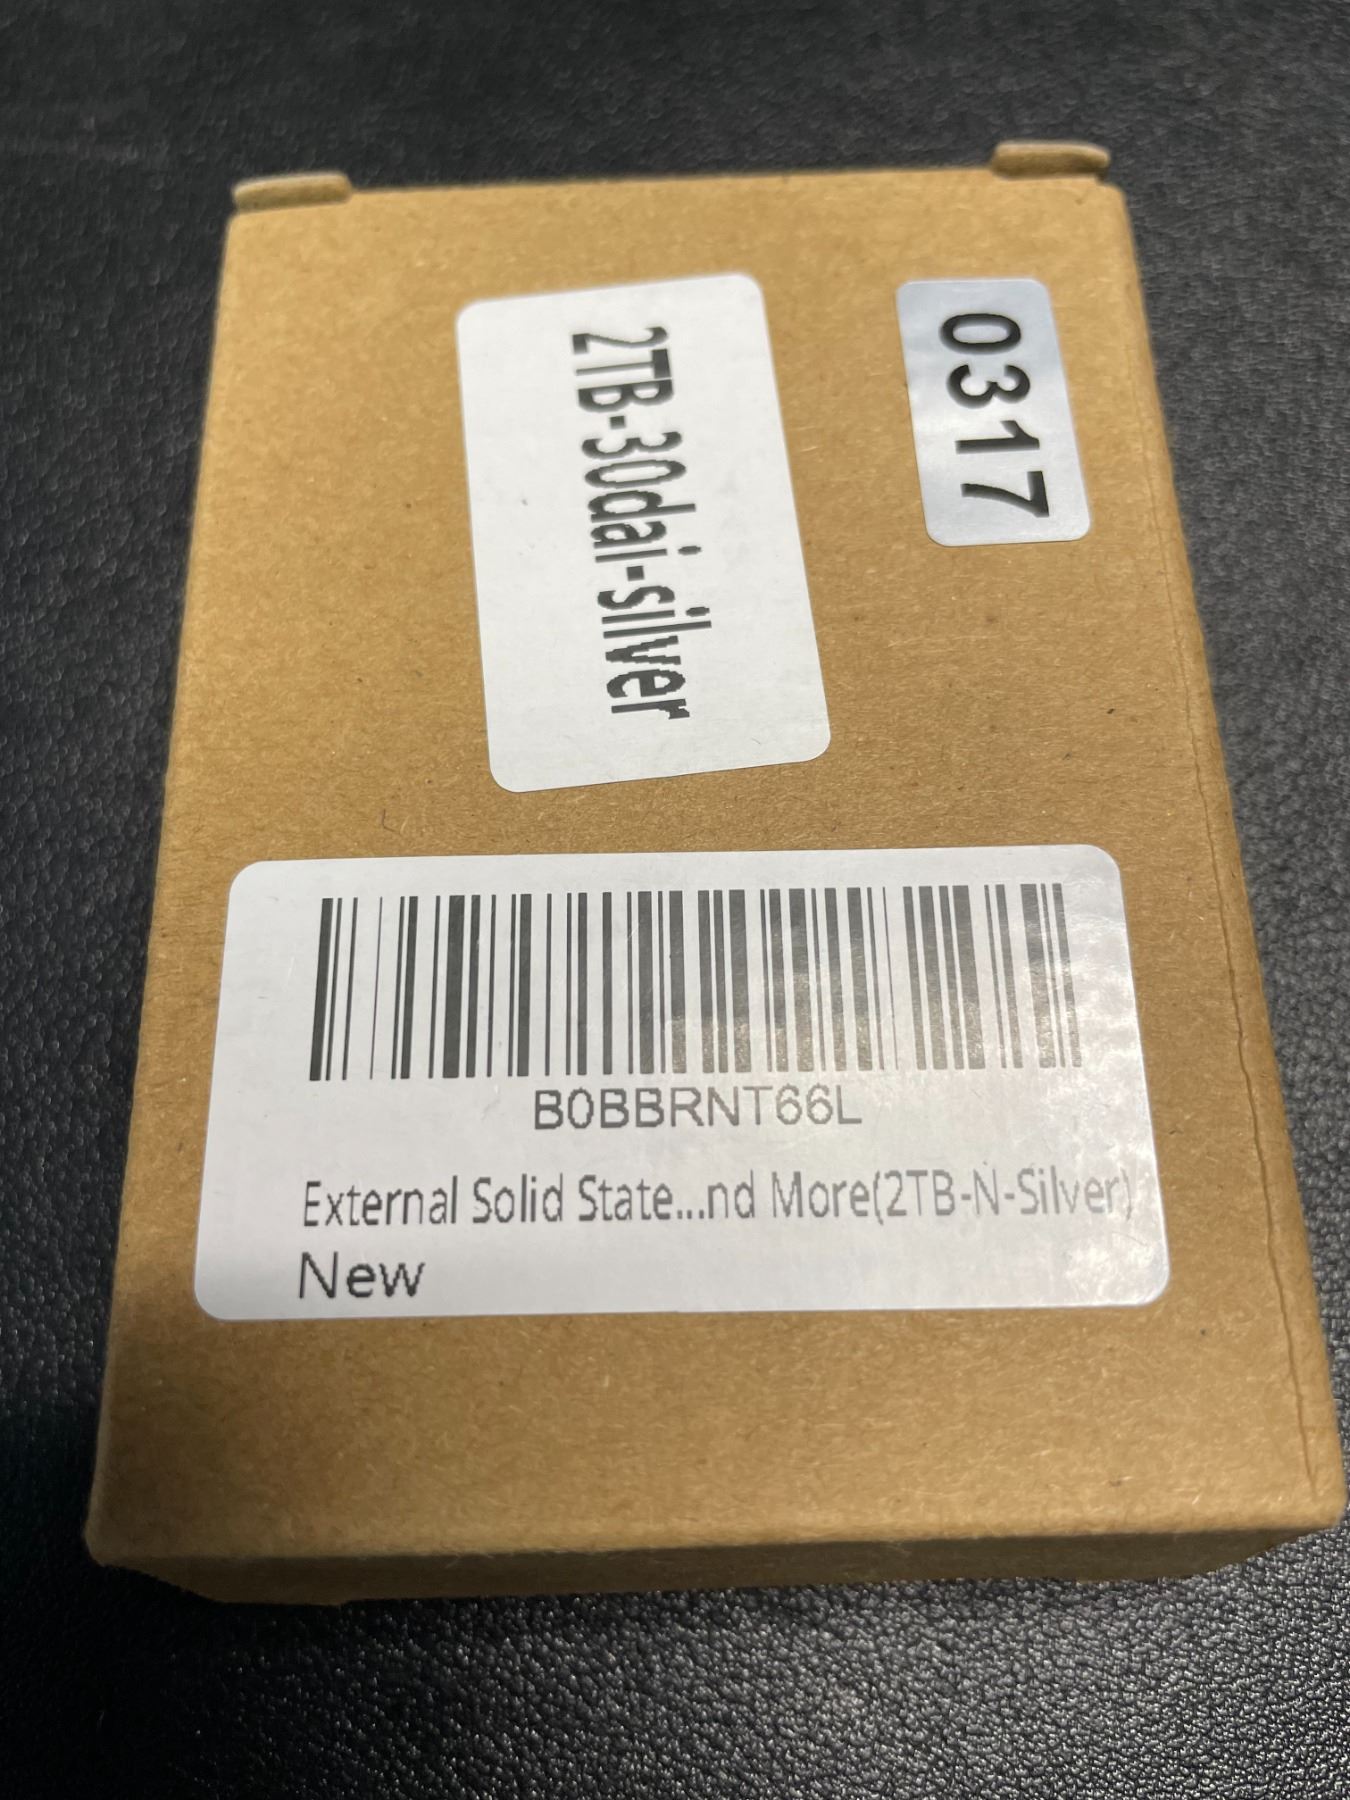 2TB-30dai-silver
0317
B0BBRNT66L
External Solid State...nd More(2TB-N-Silver)
New